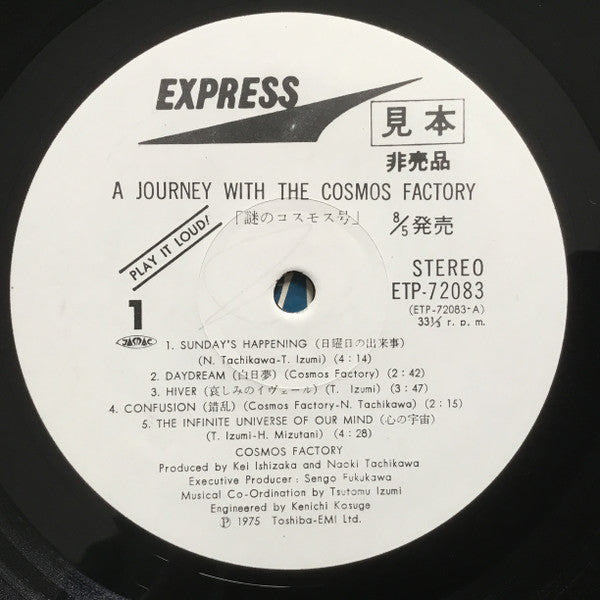 EXPRESS
見本
非売品
A JOURNEY WITH THE COSMOS FACTORY
「謎のコスモス号」
8/5発売
PLAY IT LOUD!
STEREO
ETP-72083
(ETP-72083-A)
33⅓ r. p. m.
1
JASRAC
1. SUNDAY'S HAPPENING (日曜日の出来事)
(N. Tachikawa-T. Izumi) (4:14)
2. DAYDREAM (白日夢) (Cosmos Factory) (2:42)
3. HIVER (哀しみのイヴェール) (T. Izumi) (3:47)
4. CONFUSION (錯乱) (Cosmos Factory-N. Tachikawa) (2:15)
5. THE INFINITE UNIVERSE OF OUR MIND (心の宇宙)
(T. Izumi-H. Mizutani) (4:28)
COSMOS FACTORY
Produced by Kei Ishizaka and Naoki Tachikawa
Executive Producer: Sengo Fukukawa
Musical Co-Ordination by Tsutomu Izumi
Engineered by Kenichi Kosuge
Ⓟ 1975 Toshiba-EMI Ltd.